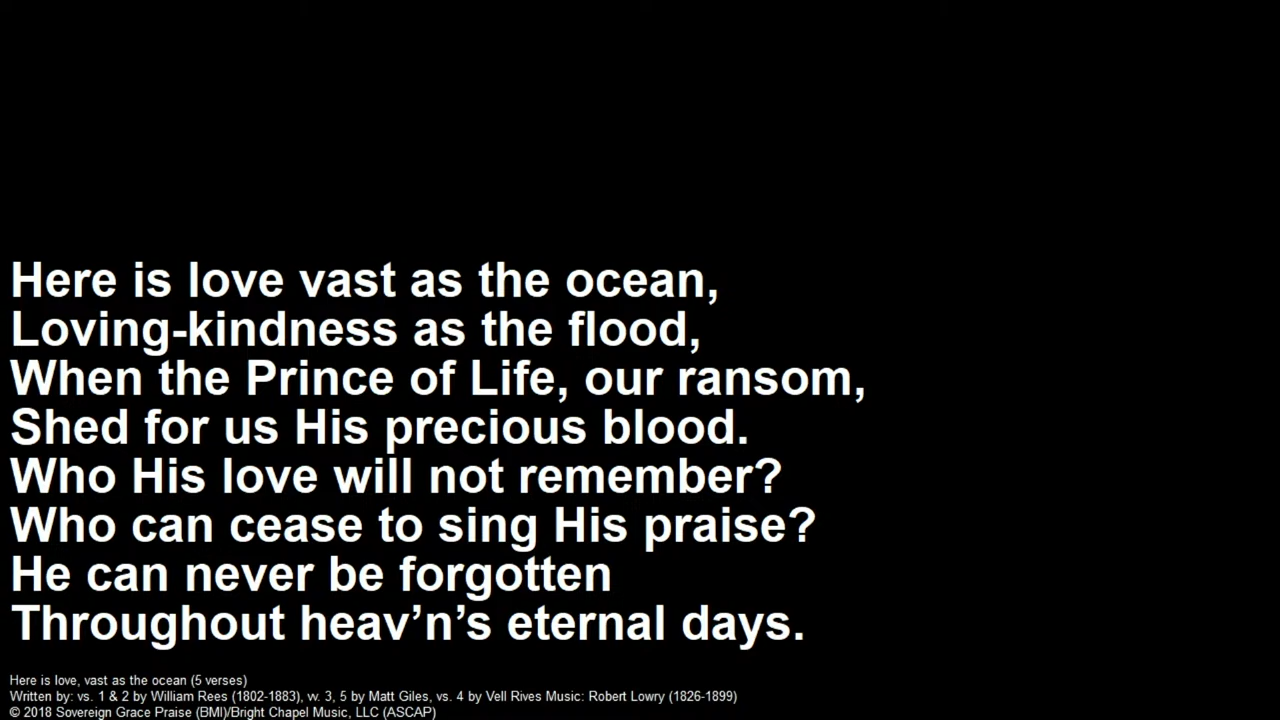 Here is love vast as the ocean,
Loving-kindness as the flood,
When the Prince of Life, our ransom,
Shed for us His precious blood.
Who His love will not remember?
Who can cease to sing His praise?
He can never be forgotten
Throughout heav’n’s eternal days.
Here is love, vast as the ocean (5 verses)
Written by: vs. 1 & 2 by William Rees (1802-1883), vv. 3, 5 by Matt Giles, vs. 4 by Vell Rives Music: Robert Lowry (1826-1899)
© 2018 Sovereign Grace Praise (BMI)/Bright Chapel Music, LLC (ASCAP)